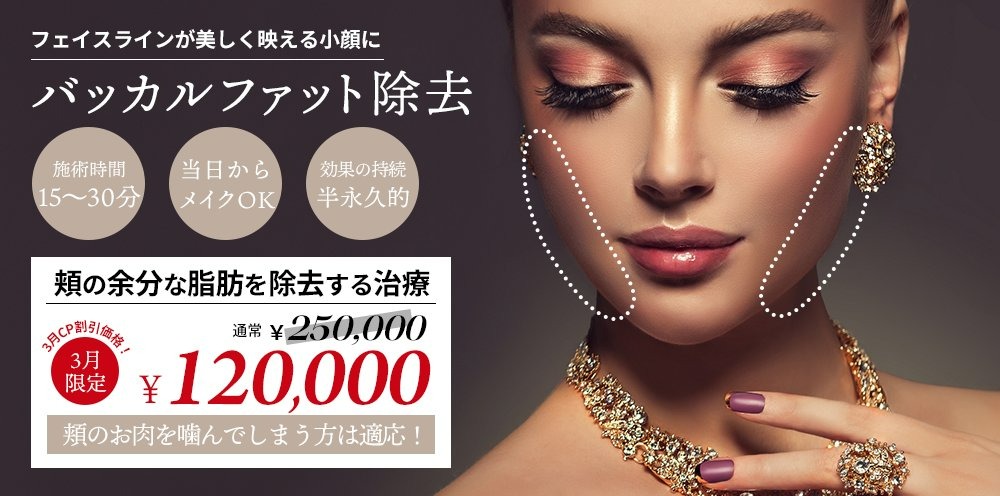 フェイスラインが美しく映える小顔に
バッカルファット除去
施術時間
15〜30分
当日から
メイクOK
効果の持続
半永久的
頬の余分な脂肪を除去する治療
通常 ¥250,000
3月CP割引価格！
3月
限定
¥120,000
頬のお肉を噛んでしまう方は適応！